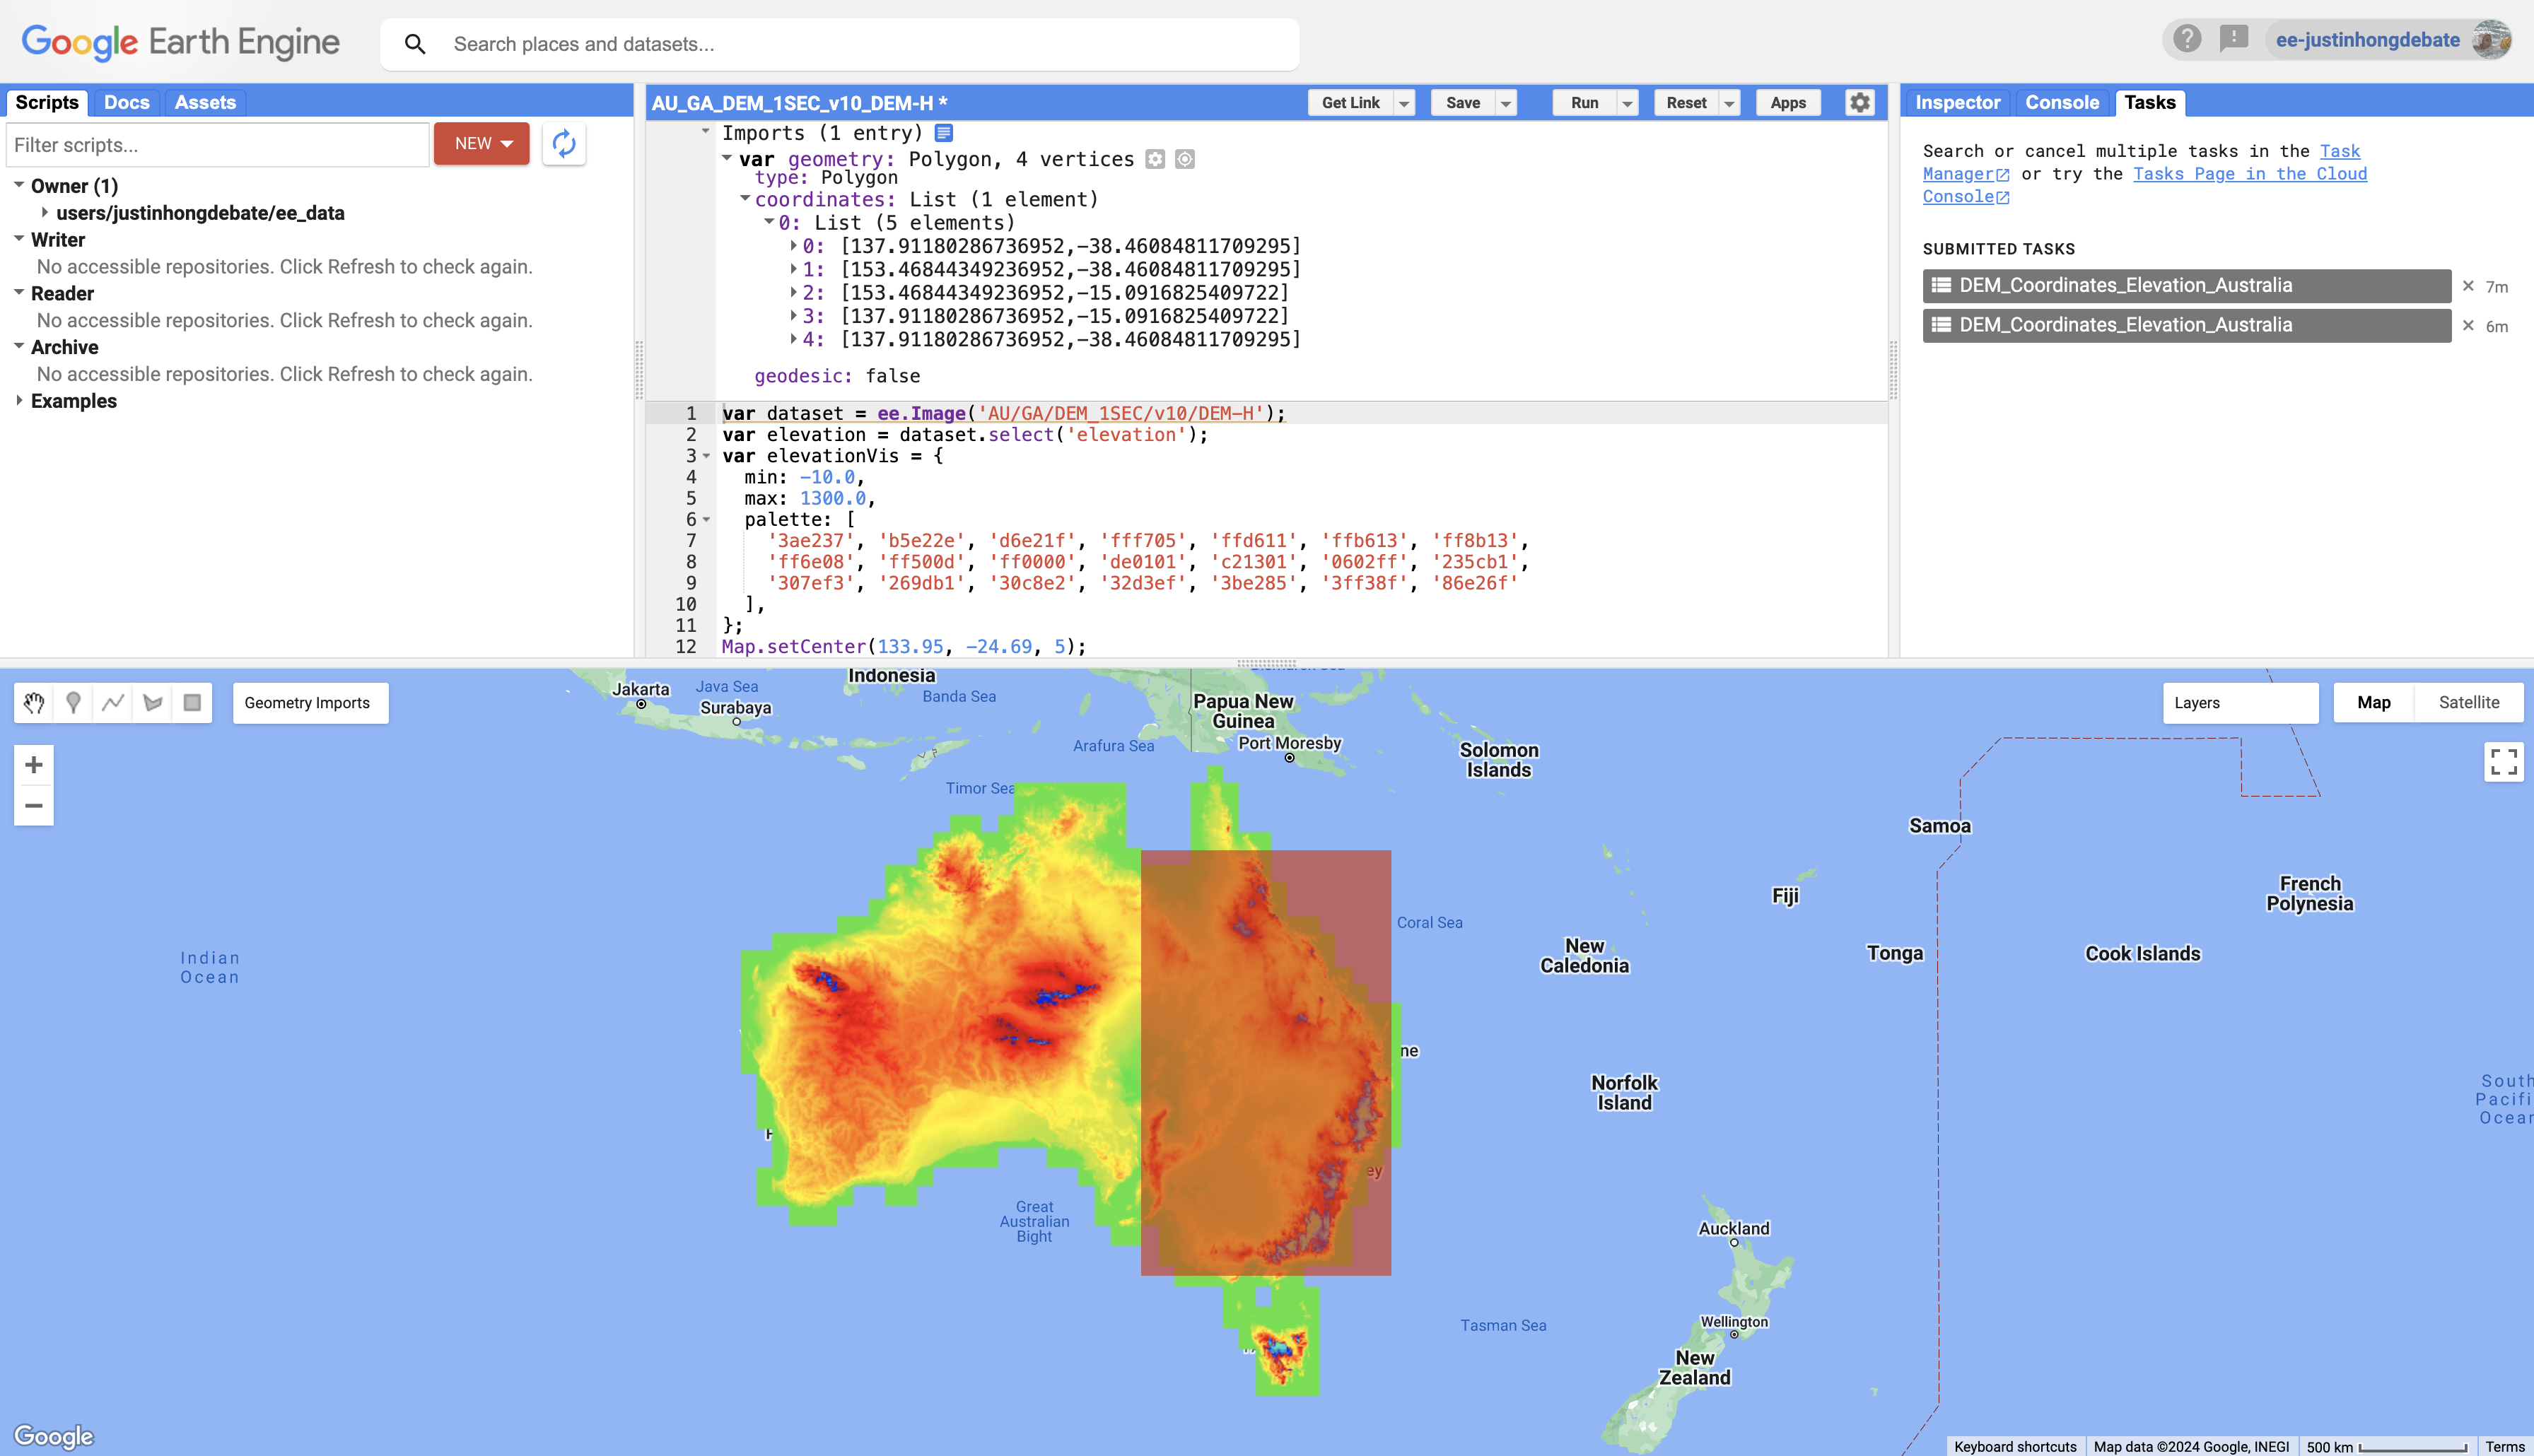 Google Earth Engine
Search places and datasets...
ee-justinhongdebate
Scripts Docs Assets
Filter scripts...
NEW
Owner (1)
users/justinhongdebate/ee_data
Writer
No accessible repositories. Click Refresh to check again.
Reader
No accessible repositories. Click Refresh to check again.
Archive
No accessible repositories. Click Refresh to check again.
Examples
AU_GA_DEM_1SEC_v10_DEM-H *
Get Link Save Run Reset Apps
Imports (1 entry)
var geometry: Polygon, 4 vertices
type: Polygon
coordinates: List (1 element)
0: List (5 elements)
0: [137.91180286736952,-38.46084811709295]
1: [153.46844349236952,-38.46084811709295]
2: [153.46844349236952,-15.0916825409722]
3: [137.91180286736952,-15.0916825409722]
4: [137.91180286736952,-38.46084811709295]
geodesic: false
1 var dataset = ee.Image('AU/GA/DEM_1SEC/v10/DEM-H');
2 var elevation = dataset.select('elevation');
3 var elevationVis = {
4 min: -10.0,
5 max: 1300.0,
6 palette: [
7 '3ae237', 'b5e22e', 'd6e21f', 'fff705', 'ffd611', 'ffb613', 'ff8b13',
8 'ff6e08', 'ff500d', 'ff0000', 'de0101', 'c21301', '0602ff', '235cb1',
9 '307ef3', '269db1', '30c8e2', '32d3ef', '3be285', '3ff38f', '86e26f'
10 ],
11 };
12 Map.setCenter(133.95, -24.69, 5);
Inspector Console Tasks
Search or cancel multiple tasks in the Task
Manager or try the Tasks Page in the Cloud
Console
SUBMITTED TASKS
DEM_Coordinates_Elevation_Australia 7m
DEM_Coordinates_Elevation_Australia 6m
Geometry Imports
Layers
Map Satellite
Indonesia
Jakarta
Java Sea
Surabaya
Banda Sea
Papua New
Guinea
Arafura Sea
Port Moresby
Solomon
Islands
Timor Sea
Samoa
Fiji
French
Polynesia
Coral Sea
Indian
Ocean
New
Caledonia
Tonga
Cook Islands
ne
Norfolk
Island
South
Pacifi
Ocean
ey
Great
Australian
Bight
Auckland
Tasman Sea
Wellington
New
Zealand
Google
Keyboard shortcuts Map data ©2024 Google, INEGI 500 km Terms